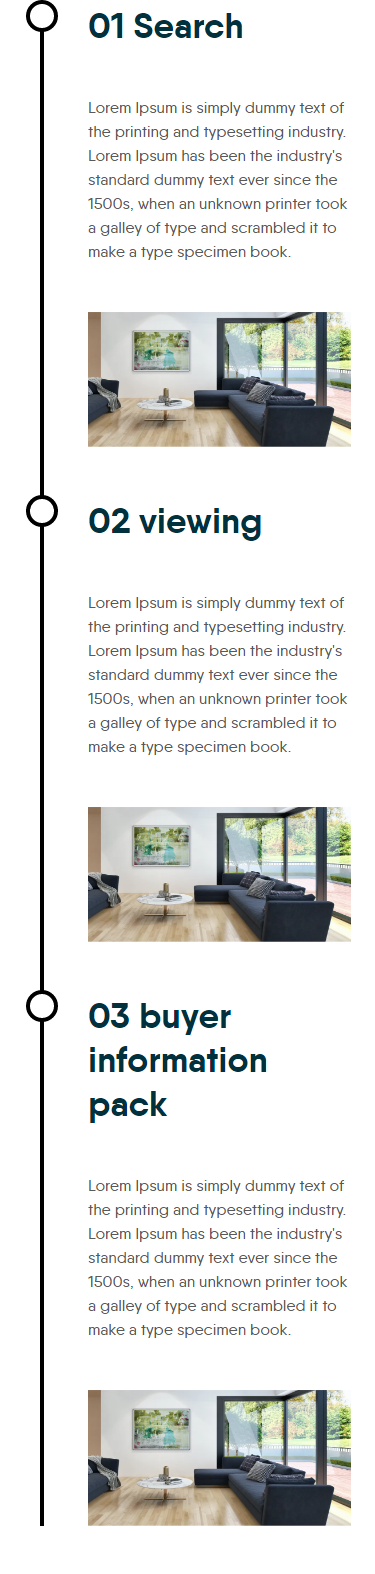 01 Search
Lorem Ipsum is simply dummy text of
the printing and typesetting industry.
Lorem Ipsum has been the industry's
standard dummy text ever since the
1500s, when an unknown printer took
a galley of type and scrambled it to
make a type specimen book.
02 viewing
Lorem Ipsum is simply dummy text of
the printing and typesetting industry.
Lorem Ipsum has been the industry's
standard dummy text ever since the
1500s, when an unknown printer took
a galley of type and scrambled it to
make a type specimen book.
03 buyer
information
pack
Lorem Ipsum is simply dummy text of
the printing and typesetting industry.
Lorem Ipsum has been the industry's
standard dummy text ever since the
1500s, when an unknown printer took
a galley of type and scrambled it to
make a type specimen book.